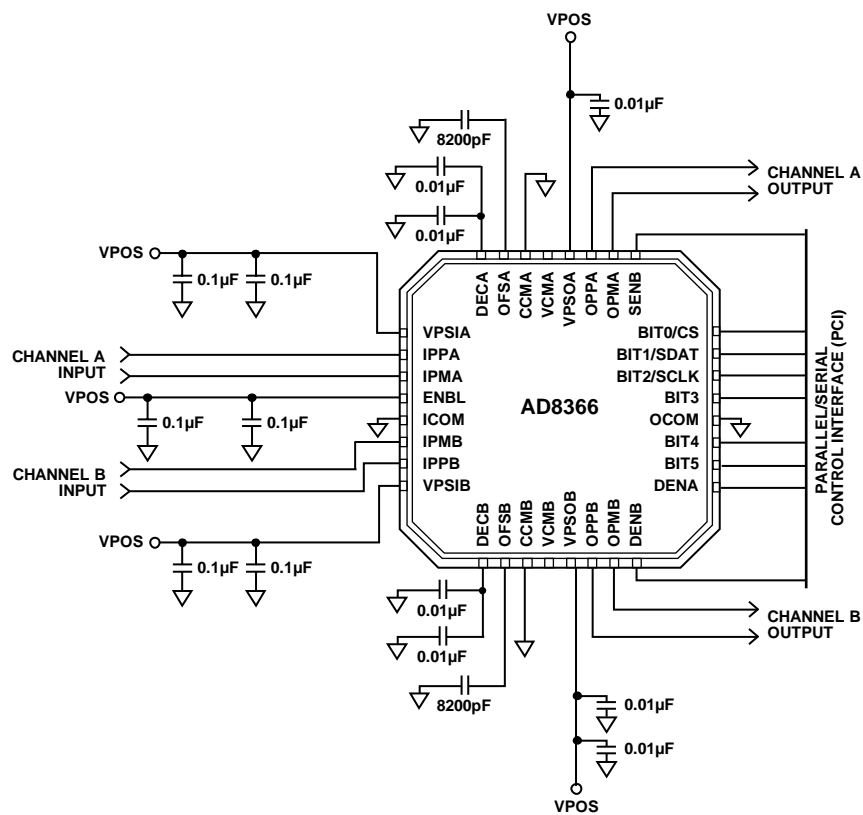 VPOS
0.01µF
8200pF
0.01µF
0.01µF
CHANNEL A
OUTPUT
VPOS
0.1µF
0.1µF
DECA
OFSA
CCMA
VCMA
VPSOA
OPPA
OPMA
SENB
CHANNEL A
INPUT
VPOS
0.1µF
0.1µF
CHANNEL B
INPUT
VPOS
0.1µF
0.1µF
VPSIA
IPPA
IPMA
ENBL
ICOM
IPMB
IPPB
VPSIB
AD8366
BIT0/CS
BIT1/SDAT
BIT2/SCLK
BIT3
OCOM
BIT4
BIT5
DENA
PARALLEL/SERIAL
CONTROL INTERFACE (PCI)
DECB
OFSB
CCMB
VCMB
VPSOB
OPPB
OPMB
DENB
0.01µF
0.01µF
8200pF
CHANNEL B
OUTPUT
0.01µF
0.01µF
VPOS